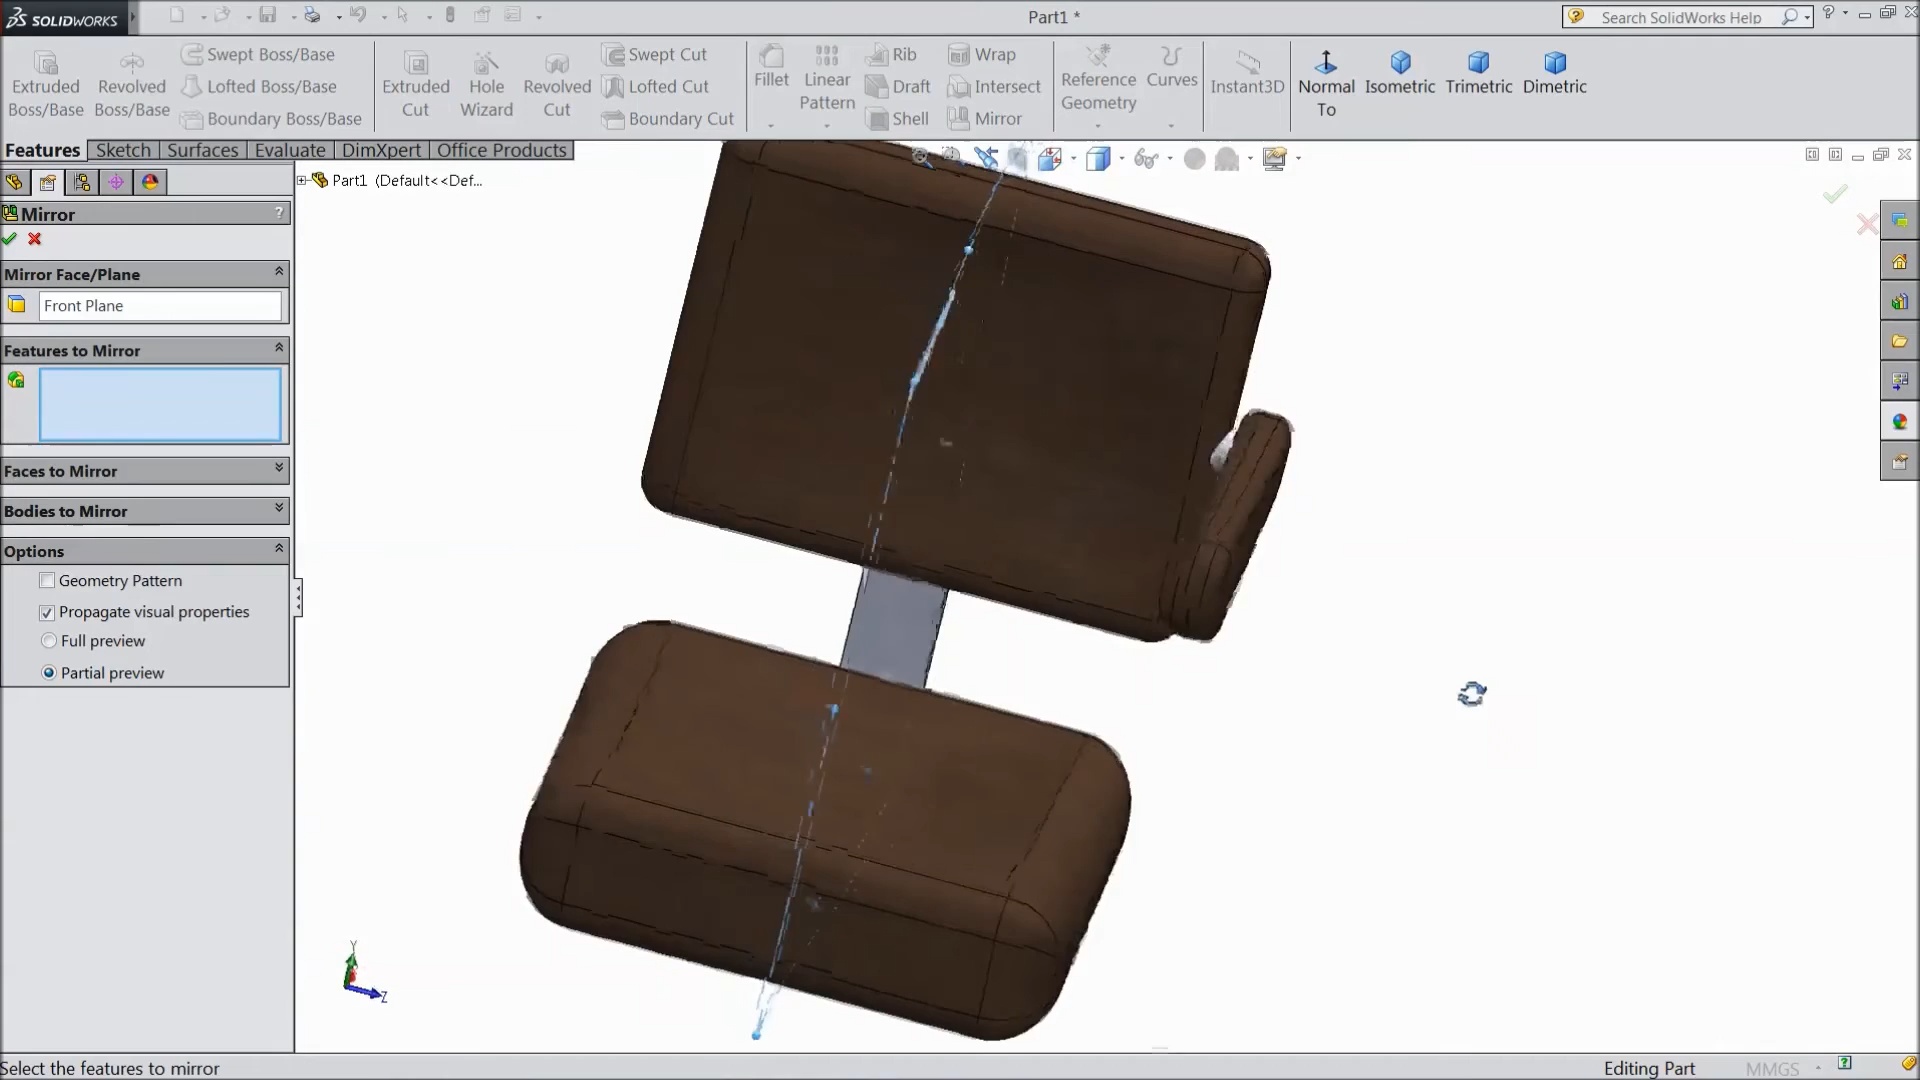 SOLIDWORKS
Part1 *
Search SolidWorks Help
Extruded Boss/Base
Revolved Boss/Base
Swept Boss/Base
Lofted Boss/Base
Boundary Boss/Base
Extruded Cut
Hole Wizard
Revolved Cut
Swept Cut
Lofted Cut
Boundary Cut
Fillet
Linear Pattern
Rib
Draft
Shell
Wrap
Intersect
Mirror
Reference Geometry
Curves
Instant3D
Normal To
Isometric
Trimetric
Dimetric
Features
Sketch
Surfaces
Evaluate
DimXpert
Office Products
Part1 (Default<<Def...
Mirror
?
Mirror Face/Plane
Front Plane
Features to Mirror
Faces to Mirror
Bodies to Mirror
Options
Geometry Pattern
Propagate visual properties
Full preview
Partial preview
Y
Z
Select the features to mirror
Editing Part
MMGS